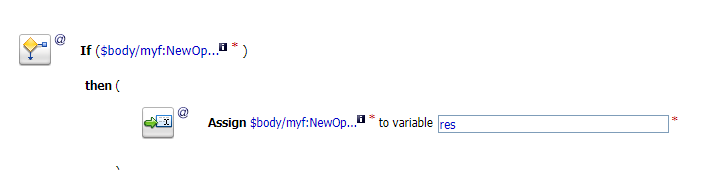 @ If ($body/myf:NewOp...i * )
then (
@ Assign $body/myf:NewOp...i * to variable res *
)